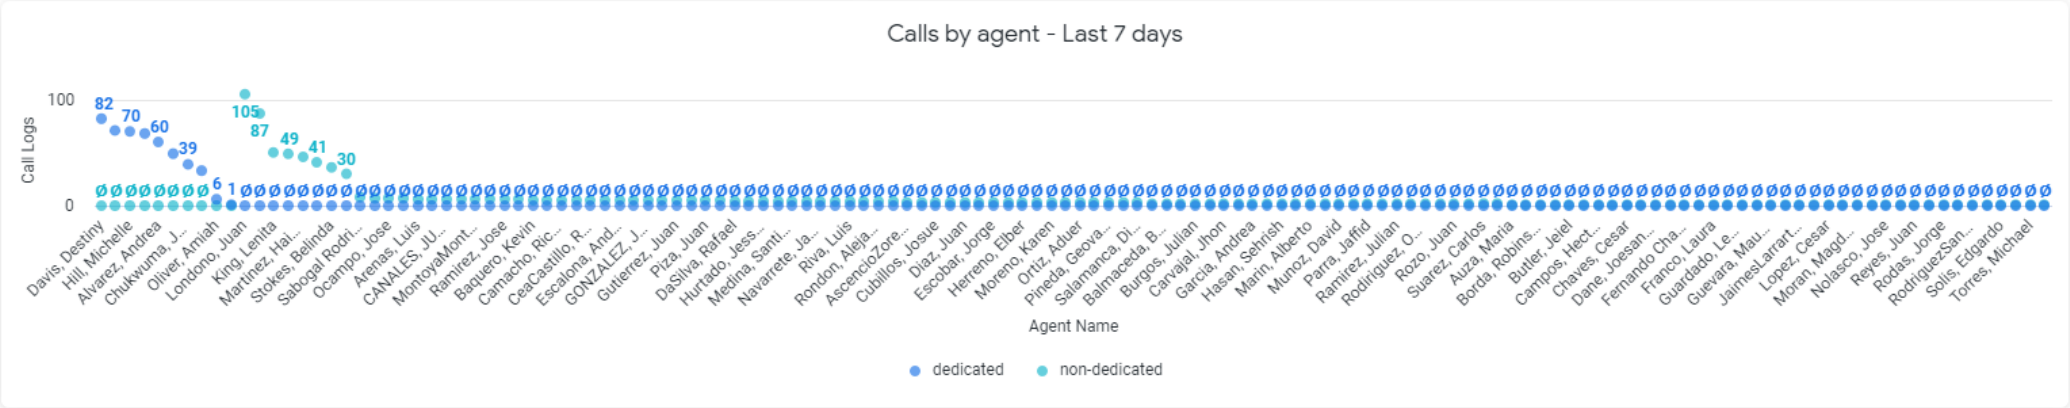 Calls by agent - Last 7 days
Call Logs
100
0
82
70
60
39
6
1
105
87
49
41
30
Ø Ø Ø Ø Ø Ø Ø Ø
Davis, Destiny
Hill, Michelle
Alvarez, Andrea
Chukwuma, J...
Oliver, Amiah
Londono, Juan
King, Lenita
Martinez, Hai...
Stokes, Belinda
Sabogal Rodri...
Ocampo, Jose
Arenas, Luis
CANALES, JU...
MontoyaMont...
Ramirez, Jose
Baquero, Kevin
Camacho, Ric...
CeaCastillo, R...
Escalona, And...
GONZALEZ, J...
Gutierrez, Juan
Piza, Juan
DaSilva, Rafael
Hurtado, Jess...
Medina, Santi...
Navarrete, Ja...
Riva, Luis
Rondon, Aleja...
AscencioZore...
Cubillos, Josue
Diaz, Juan
Escobar, Jorge
Herreno, Elber
Moreno, Karen
Ortiz, Aduer
Pineda, Geova...
Salamanca, Di...
Balmaceda, B...
Burgos, Julian
Carvajal, Jhon
Garcia, Andrea
Hasan, Sehrish
Marin, Alberto
Munoz, David
Parra, Jaffid
Ramirez, Julian
Rodiriguez, O...
Rozo, Juan
Suarez, Carlos
Auza, Maria
Borda, Robins...
Butler, Jeiel
Campos, Hect...
Chaves, Cesar
Dane, Joessan...
Fernando Cha...
Franco, Laura
Guardado, Le...
Guevara, Mau...
JaimesLarrart...
Lopez, Cesar
Moran, Magd...
Nolasco, Jose
Reyes, Juan
Rodas, Jorge
RodriguezSan...
Solis, Edgardo
Torres, Michael
Agent Name
dedicated
non-dedicated